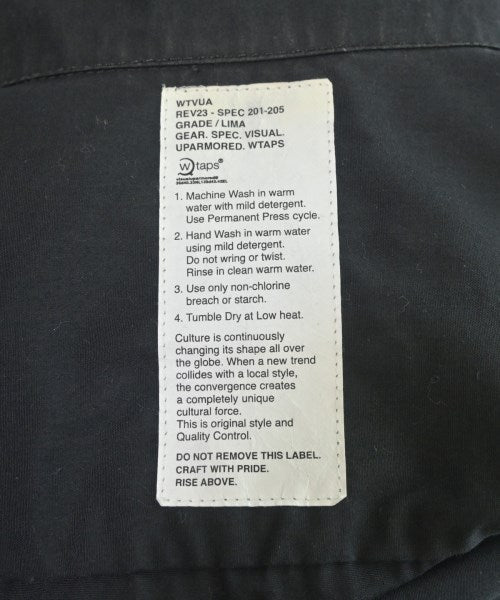 WTVUA
REV23 - SPEC 201-205
GRADE / LIMA
GEAR. SPEC. VISUAL.
UPARMORED. WTAPS
Wtaps®
1. Machine Wash in warm
water with mild detergent.
Use Permanent Press cycle.
2. Hand Wash in warm water
using mild detergent.
Do not wring or twist.
Rinse in clean warm water.
3. Use only non-chlorine
breach or starch.
4. Tumble Dry at Low heat.
Culture is continuously
changing its shape all over
the globe. When a new trend
collides with a local style,
the convergence creates
a completely unique
cultural force.
This is original style and
Quality Control.
DO NOT REMOVE THIS LABEL.
CRAFT WITH PRIDE.
RISE ABOVE.